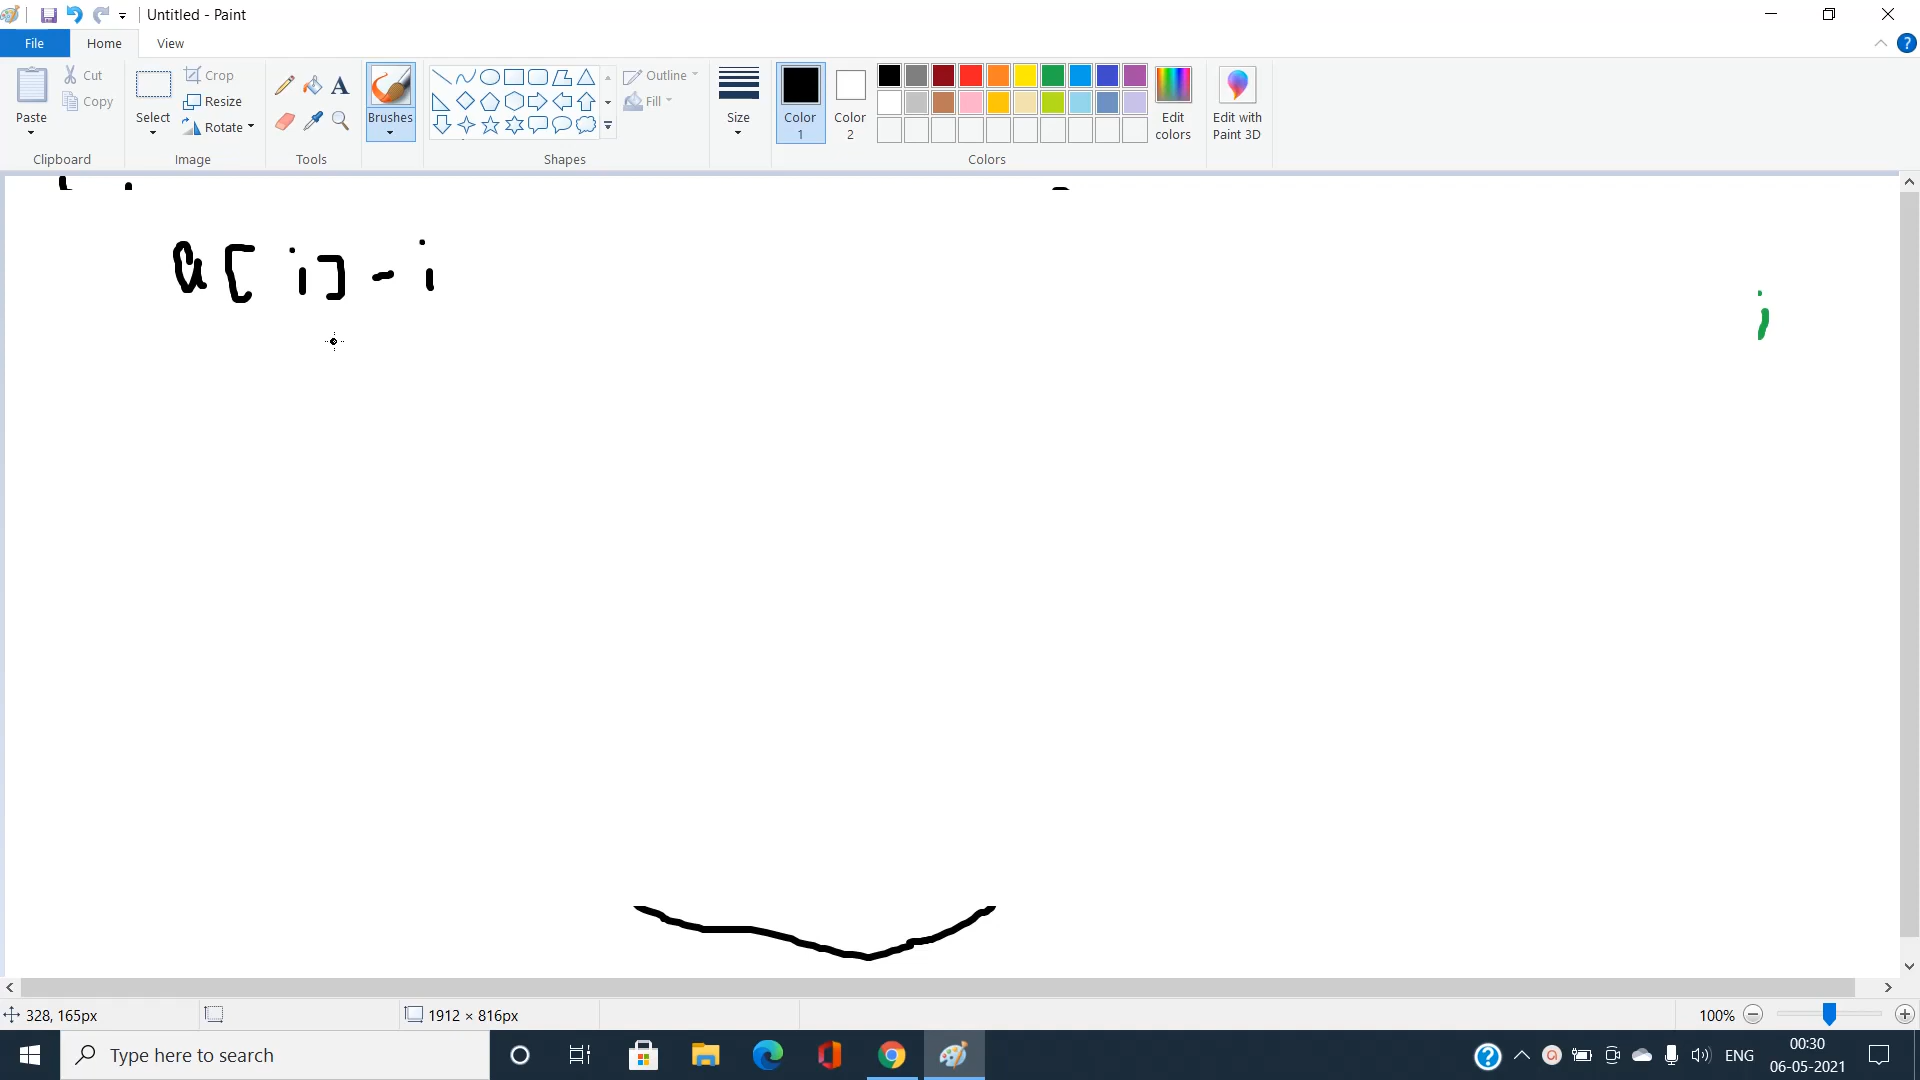 Untitled - Paint
File Home View
Paste
Cut
Copy
Clipboard
Select
Crop
Resize
Rotate
Image
Tools
Brushes
Shapes
Outline
Fill
Size
Color 1
Color 2
Colors
Edit colors
Edit with Paint 3D
a[i]-i
328, 165px
1912 × 816px
100%
Type here to search
ENG
00:30
06-05-2021